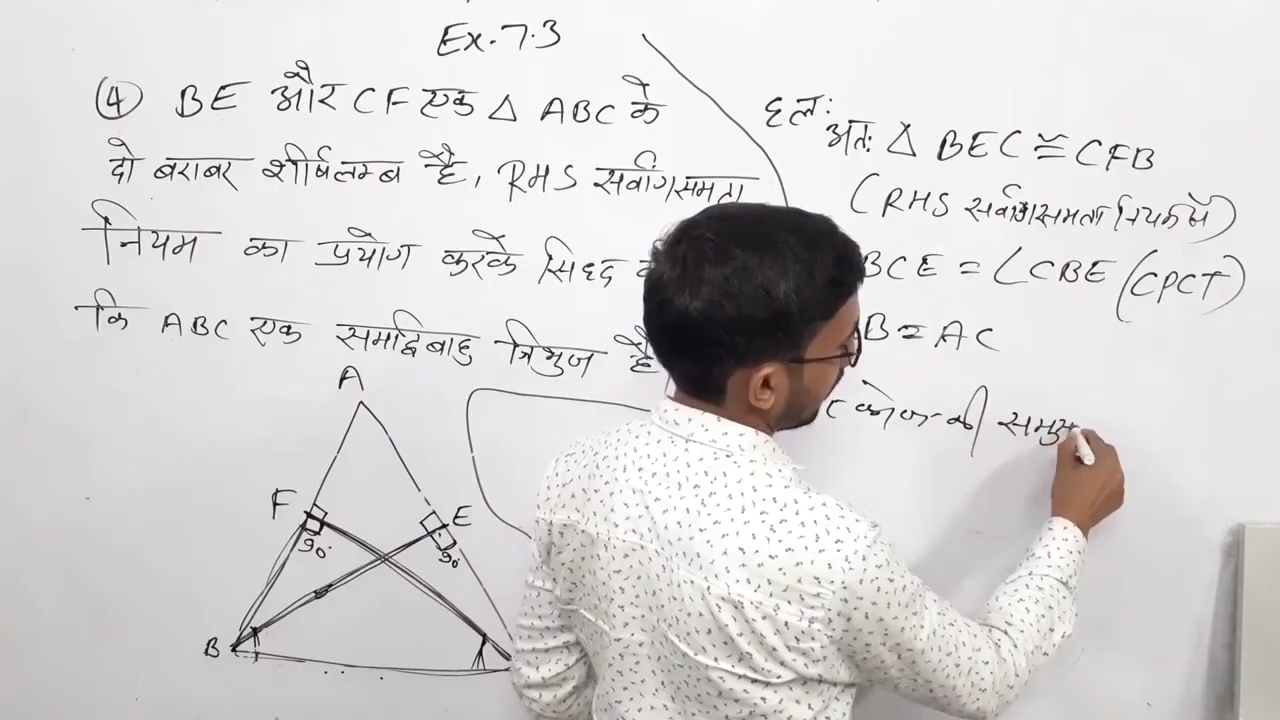 Ex. 7.3
④ BE और CF एक △ ABC के
दो बराबर शीर्षलम्ब है, RHS सर्वांगसमता
नियम का प्रयोग करके सिध्द
कि ABC एक समद्विबाहु त्रिभुज है
A
F
E
90°
90°
B
हल:
अतः △ BEC ≅ CFB
(RHS सर्वांगसमता नियम से)
BCE = ∠CBE (CPCT)
B = AC
कोण की सममुख